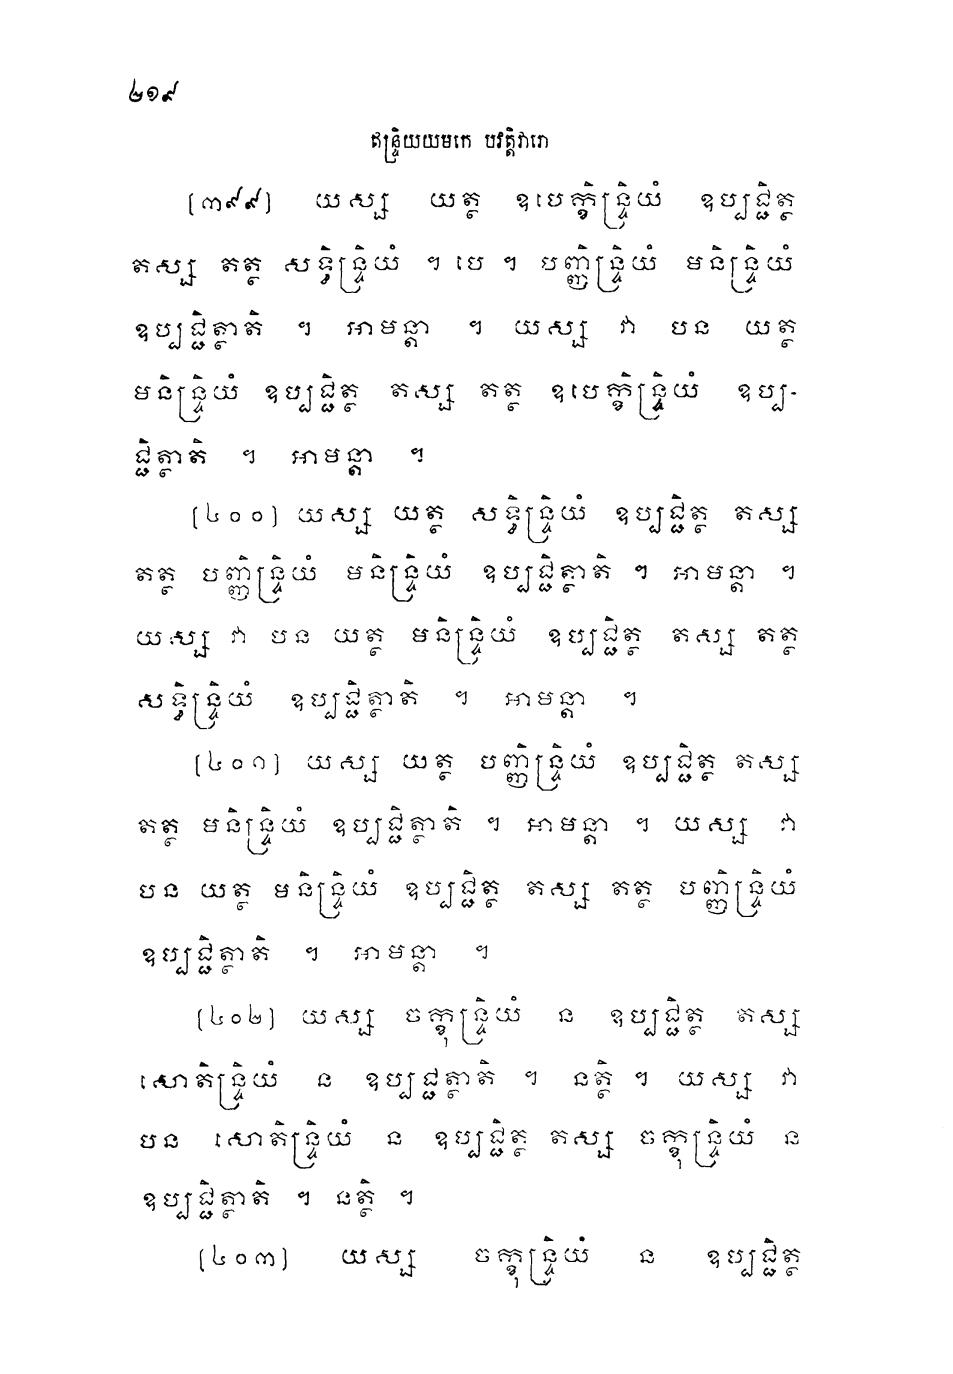 ២១៩
ឥន្ទ្រិយយមកេ បវត្តិវារោ
[៣៩៩] យស្ស យត្ថ ឧបេក្ខិន្ទ្រិយំ ឧប្បជ្ជិត្ថ
តស្ស តត្ថ សទ្ធិន្ទ្រិយំ ។ បេ ។ បញ្ញិន្ទ្រិយំ មនិន្ទ្រិយំ
ឧប្បជ្ជិត្ថាតិ ។ អាមន្តា ។ យស្ស វា បន យត្ថ
មនិន្ទ្រិយំ ឧប្បជ្ជិត្ថ តស្ស តត្ថ ឧបេក្ខិន្ទ្រិយំ ឧប្ប-
ជ្ជិត្ថាតិ ។ អាមន្តា ។
[៤០០] យស្ស យត្ថ សទ្ធិន្ទ្រិយំ ឧប្បជ្ជិត្ថ តស្ស
តត្ថ បញ្ញិន្ទ្រិយំ មនិន្ទ្រិយំ ឧប្បជ្ជិត្ថាតិ ។ អាមន្តា ។
យស្ស វា បន យត្ថ មនិន្ទ្រិយំ ឧប្បជ្ជិត្ថ តស្ស តត្ថ
សទ្ធិន្ទ្រិយំ ឧប្បជ្ជិត្ថាតិ ។ អាមន្តា ។
[៤០១] យស្ស យត្ថ បញ្ញិន្ទ្រិយំ ឧប្បជ្ជិត្ថ តស្ស
តត្ថ មនិន្ទ្រិយំ ឧប្បជ្ជិត្ថាតិ ។ អាមន្តា ។ យស្ស វា
បន យត្ថ មនិន្ទ្រិយំ ឧប្បជ្ជិត្ថ តស្ស តត្ថ បញ្ញិន្ទ្រិយំ
ឧប្បជ្ជិត្ថាតិ ។ អាមន្តា ។
[៤០២] យស្ស ចក្ខុន្ទ្រិយំ ន ឧប្បជ្ជិត្ថ តស្ស
សោតិន្ទ្រិយំ ន ឧប្បជ្ជត្ថាតិ ។ នត្ថិ ។ យស្ស វា
បន សោតិន្ទ្រិយំ ន ឧប្បជ្ជិត្ថ តស្ស ចក្ខុន្ទ្រិយំ ន
ឧប្បជ្ជិត្ថាតិ ។ នត្ថិ ។
[៤០៣] យស្ស ចក្ខុន្ទ្រិយំ ន ឧប្បជ្ជិត្ថ